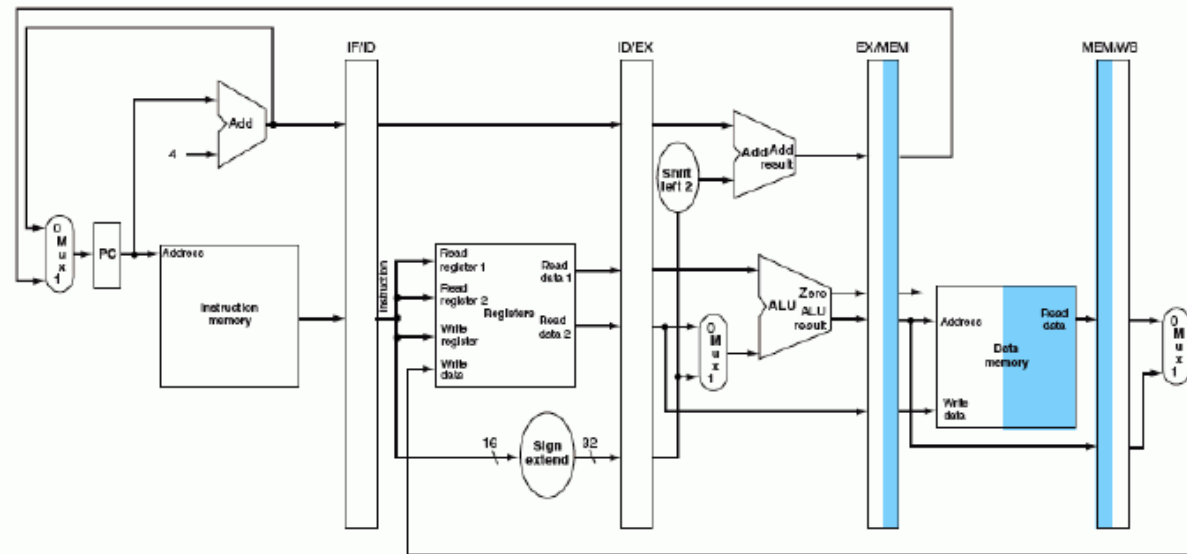 IF/ID
ID/EX
EX/MEM
MEM/WB
Add
4
Add Add
result
Shift
left 2
0
M
u
x
1
PC
Address
Instruction
memory
Instruction
Read
register 1
Read
register 2
Write
register
Write
data
Registers
Read
data 1
Read
data 2
0
M
u
x
1
ALU
Zero
ALU
result
Address
Read
data
Data
memory
Write
data
0
M
u
x
1
16
Sign
extend
32